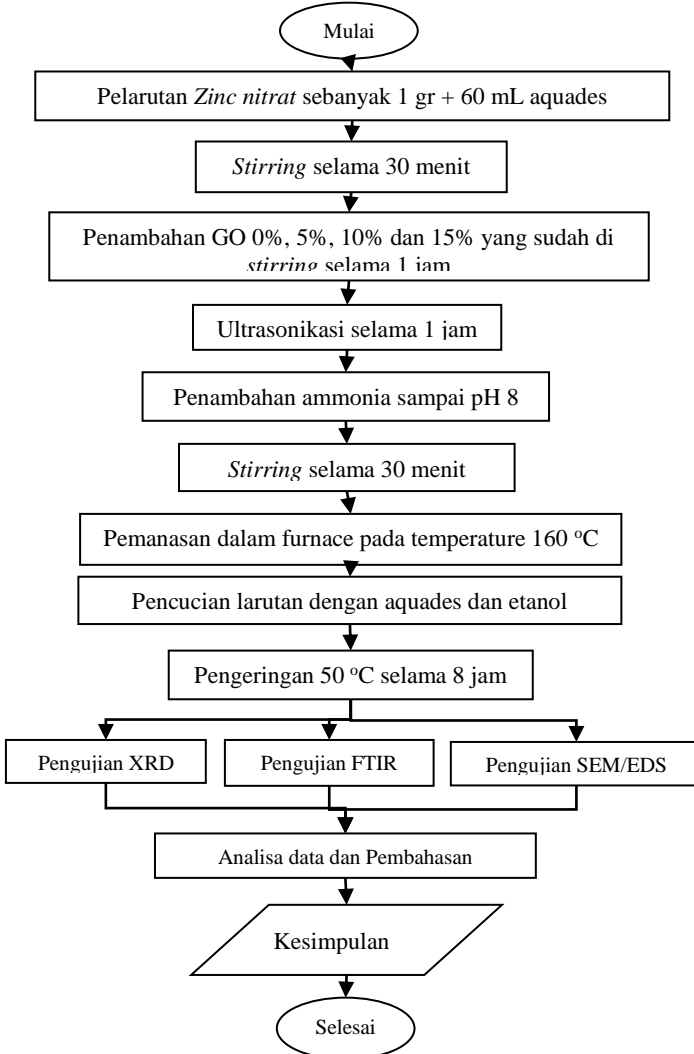 Mulai
Pelarutan Zinc nitrat sebanyak 1 gr + 60 mL aquades
Stirring selama 30 menit
Penambahan GO 0%, 5%, 10% dan 15% yang sudah di
stirring selama 1 jam
Ultrasonikasi selama 1 jam
Penambahan ammonia sampai pH 8
Stirring selama 30 menit
Pemanasan dalam furnace pada temperature 160 °C
Pencucian larutan dengan aquades dan etanol
Pengeringan 50 °C selama 8 jam
Pengujian XRD
Pengujian FTIR
Pengujian SEM/EDS
Analisa data dan Pembahasan
Kesimpulan
Selesai